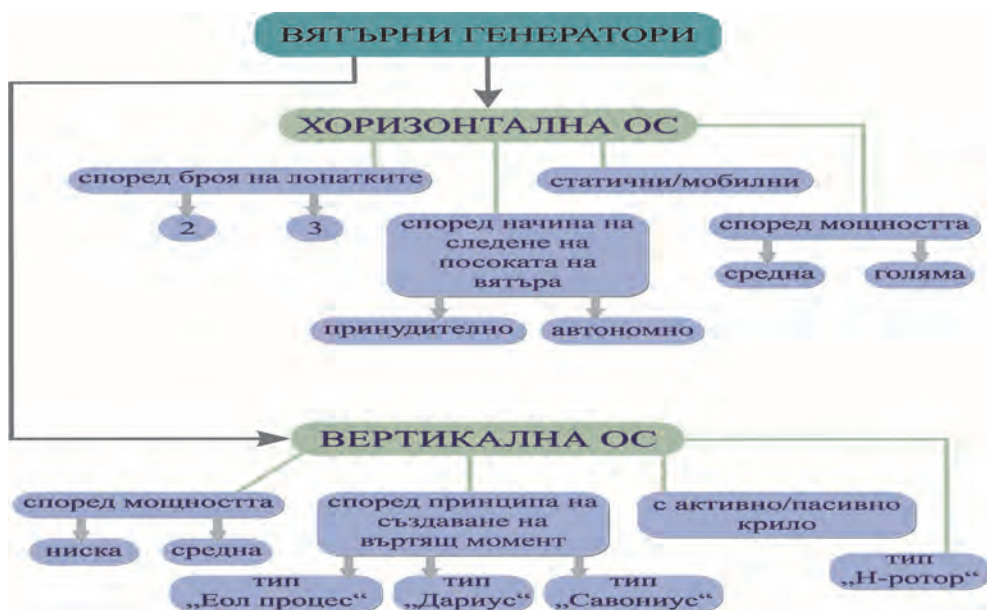 ВЯТЪРНИ ГЕНЕРАТОРИ
ХОРИЗОНТАЛНА ОС
според броя на лопатките
2
3
статични/мобилни
според начина на
следене на
посоката на
вятъра
принудително
автономно
според мощността
средна
голяма
ВЕРТИКАЛНА ОС
според мощността
ниска
средна
според принципа на
създаване на
въртящ момент
тип
„Еол процес“
тип
„Дариус“
тип
„Савониус“
с активно/пасивно
крило
тип
„Н-ротор“